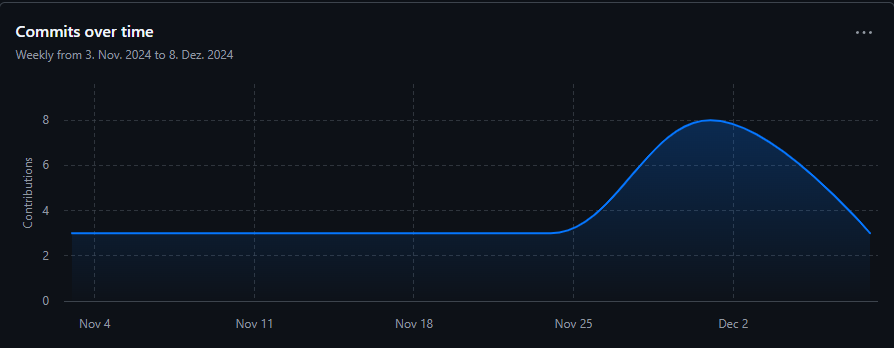 Commits over time
Weekly from 3. Nov. 2024 to 8. Dez. 2024
Contributions
8
6
4
2
0
Nov 4 Nov 11 Nov 18 Nov 25 Dec 2